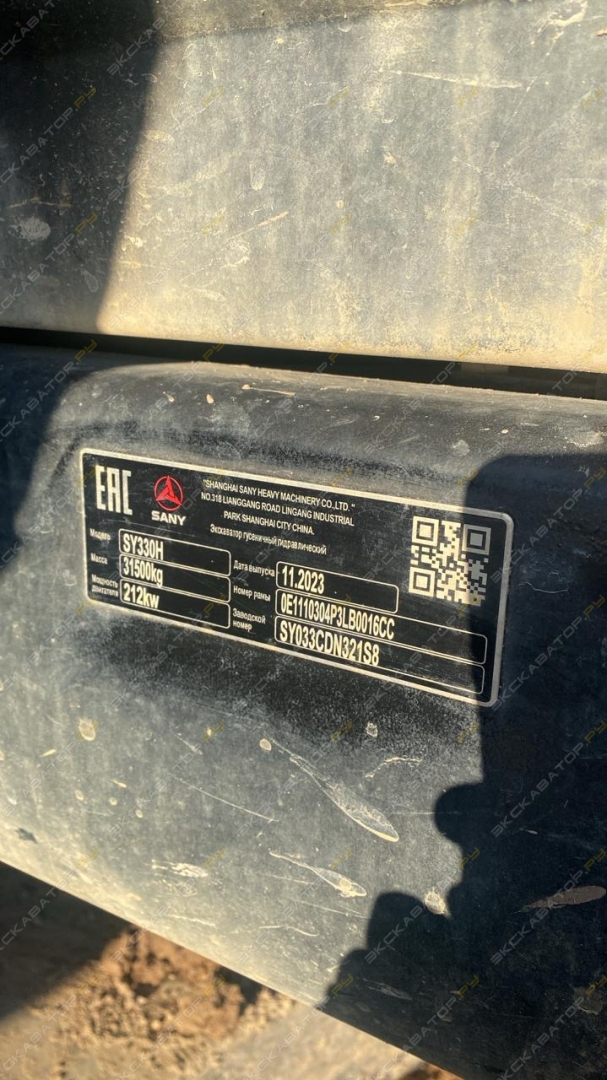 EAC
SANY
"SHANGHAI SANY HEAVY MACHINERY CO.,LTD. "
NO.318 LIANGGANG ROAD LINGANG INDUSTRIAL
PARK SHANGHAI CITY CHINA.
Экскаватор гусеничный гидравлический
Модель SY330H
Масса 31500kg
Мощность двигателя 212kw
Дата выпуска 11.2023
Номер рамы 0E1110304P3LB0016CC
Заводской номер SY033CDN321S8
ЭКСКАВАТОР.РУ